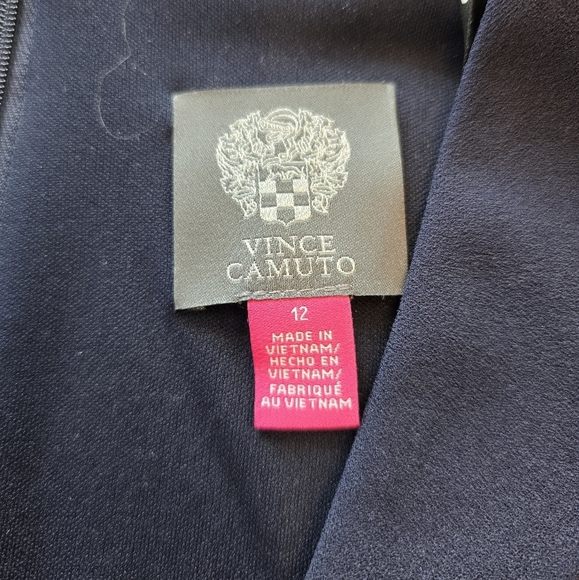 VINCE
CAMUTO
12
MADE IN
VIETNAM/
HECHO EN
VIETNAM/
FABRIQUÉ
AU VIETNAM